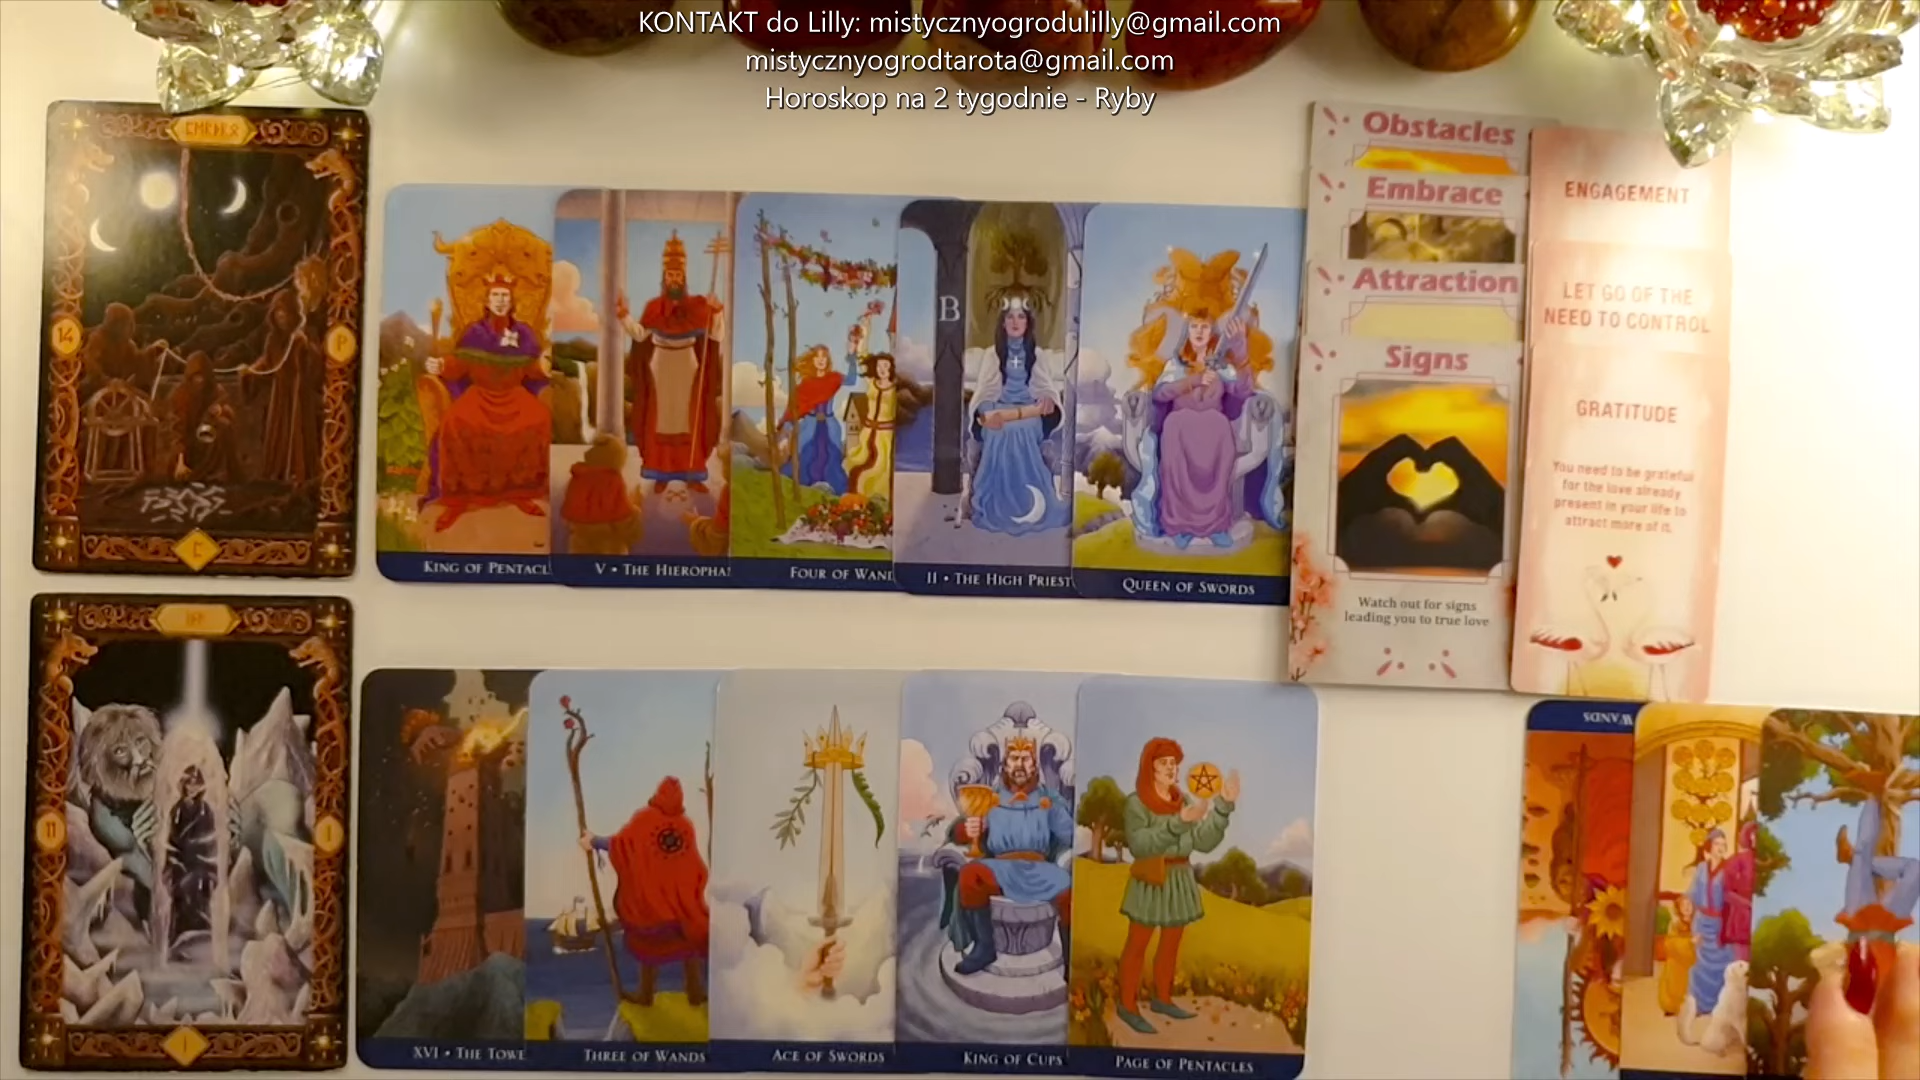 KONTAKT do Lilly: mistycznyogrodulilly@gmail.com
mistycznyogrodtarota@gmail.com
Horoskop na 2 tygodnie - Ryby
14
P
KING OF PENTACL
V • THE HIEROPHA
FOUR OF WAND
B
II • THE HIGH PRIEST
QUEEN OF SWORDS
Obstacles
Embrace
Attraction
Signs
Watch out for signs
leading you to true love
ENGAGEMENT
LET GO OF THE
NEED TO CONTROL
GRATITUDE
You need to be grateful
for the love already
present in your life to
attract more of it.
11
I
XVI • THE TOWE
THREE OF WANDS
ACE OF SWORDS
KING OF CUPS
PAGE OF PENTACLES
WANDS